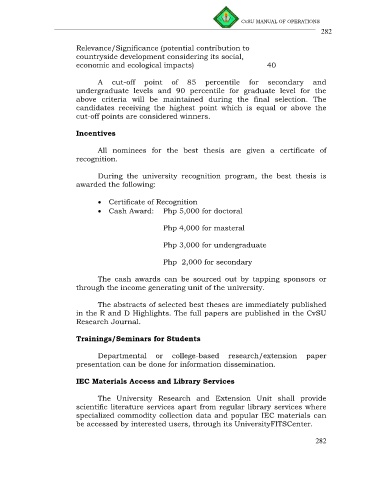 CvSU MANUAL OF OPERATIONS
282
Relevance/Significance (potential contribution to
countryside development considering its social,
economic and ecological impacts) 40
A cut-off point of 85 percentile for secondary and
undergraduate levels and 90 percentile for graduate level for the
above criteria will be maintained during the final selection. The
candidates receiving the highest point which is equal or above the
cut-off points are considered winners.
Incentives
All nominees for the best thesis are given a certificate of
recognition.
During the university recognition program, the best thesis is
awarded the following:
• Certificate of Recognition
• Cash Award: Php 5,000 for doctoral
Php 4,000 for masteral
Php 3,000 for undergraduate
Php 2,000 for secondary
The cash awards can be sourced out by tapping sponsors or
through the income generating unit of the university.
The abstracts of selected best theses are immediately published
in the R and D Highlights. The full papers are published in the CvSU
Research Journal.
Trainings/Seminars for Students
Departmental or college-based research/extension paper
presentation can be done for information dissemination.
IEC Materials Access and Library Services
The University Research and Extension Unit shall provide
scientific literature services apart from regular library services where
specialized commodity collection data and popular IEC materials can
be accessed by interested users, through its UniversityFITSCenter.
282